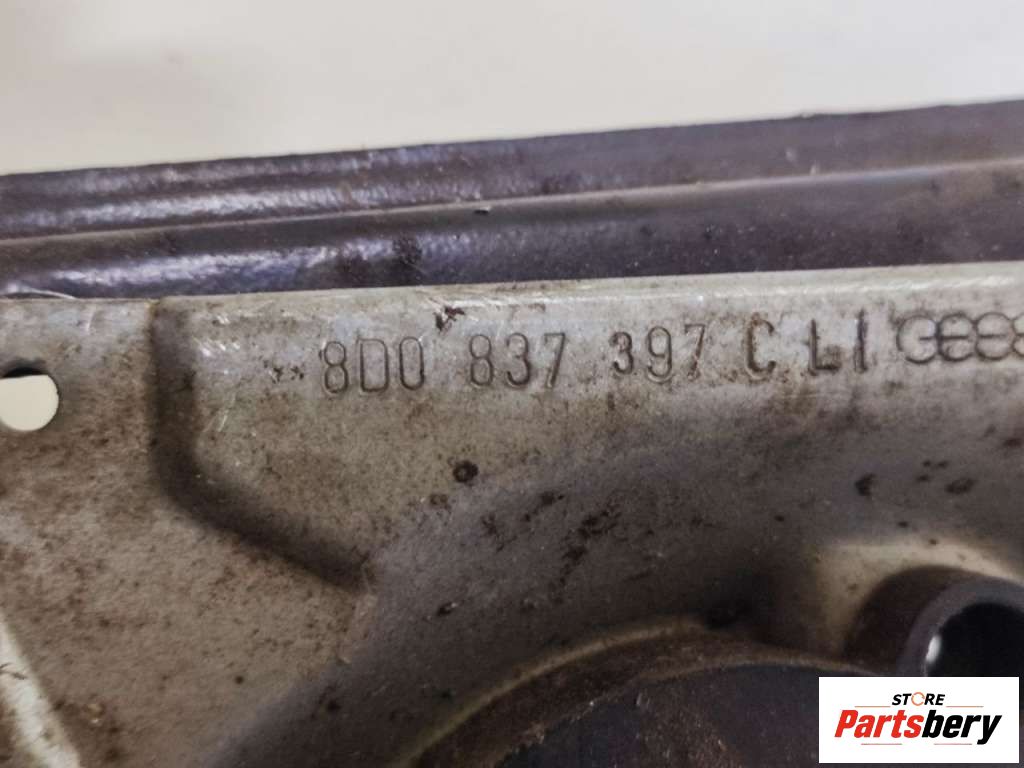 8D0 837 397 C LI
STORE
Partsbery